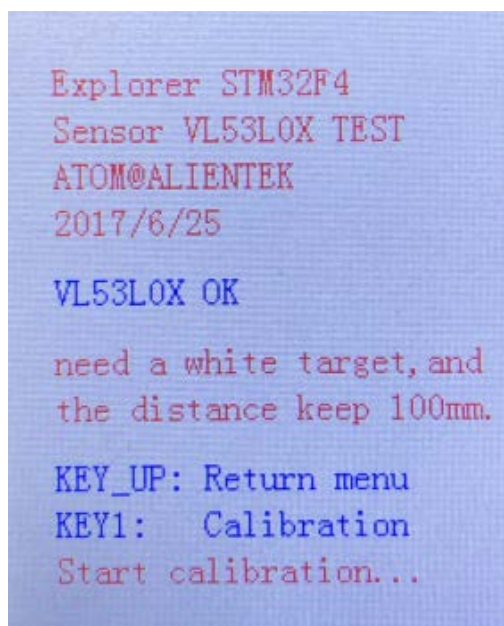 Explorer STM32F4
Sensor VL53L0X TEST
ATOM@ALIENTEK
2017/6/25
VL53L0X OK
need a white target,and
the distance keep 100mm.
KEY_UP: Return menu
KEY1: Calibration
Start calibration...